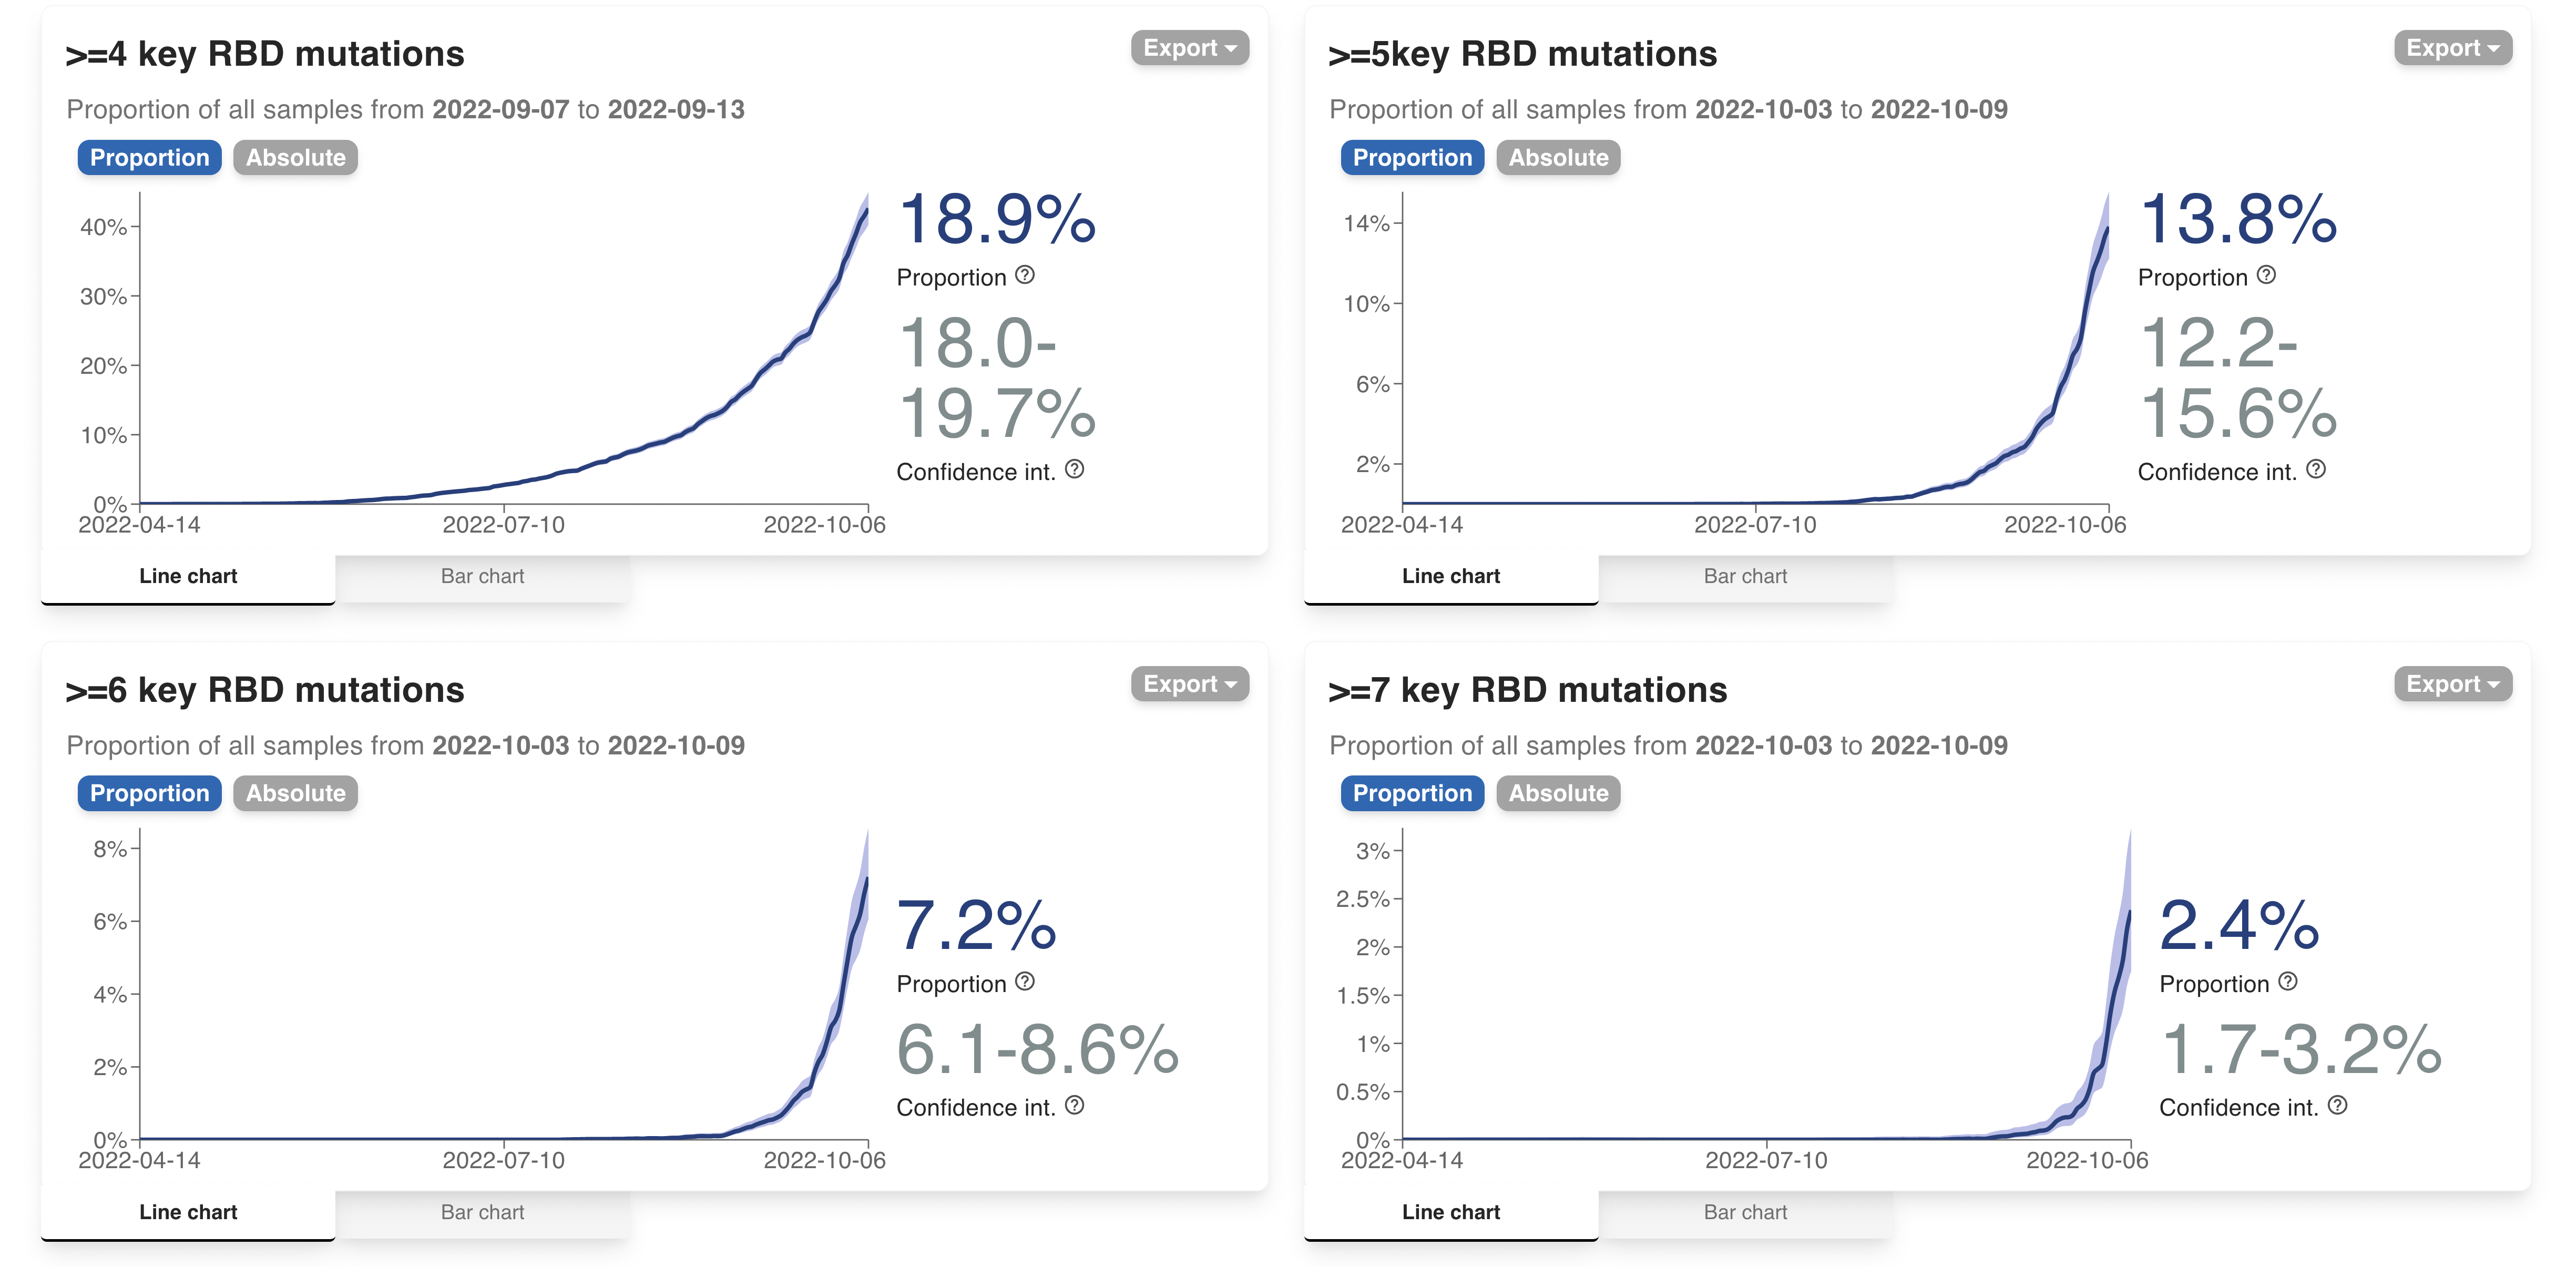 >=4 key RBD mutations
Export
Proportion of all samples from 2022-09-07 to 2022-09-13
Proportion Absolute
40%
30%
20%
10%
0%
2022-04-14 2022-07-10 2022-10-06
18.9%
Proportion ?
18.0-
19.7%
Confidence int. ?
Line chart Bar chart
>=5key RBD mutations
Export
Proportion of all samples from 2022-10-03 to 2022-10-09
Proportion Absolute
14%
10%
6%
2%
2022-04-14 2022-07-10 2022-10-06
13.8%
Proportion ?
12.2-
15.6%
Confidence int. ?
Line chart Bar chart
>=6 key RBD mutations
Export
Proportion of all samples from 2022-10-03 to 2022-10-09
Proportion Absolute
8%
6%
4%
2%
0%
2022-04-14 2022-07-10 2022-10-06
7.2%
Proportion ?
6.1-8.6%
Confidence int. ?
Line chart Bar chart
>=7 key RBD mutations
Export
Proportion of all samples from 2022-10-03 to 2022-10-09
Proportion Absolute
3%
2.5%
2%
1.5%
1%
0.5%
0%
2022-04-14 2022-07-10 2022-10-06
2.4%
Proportion ?
1.7-3.2%
Confidence int. ?
Line chart Bar chart